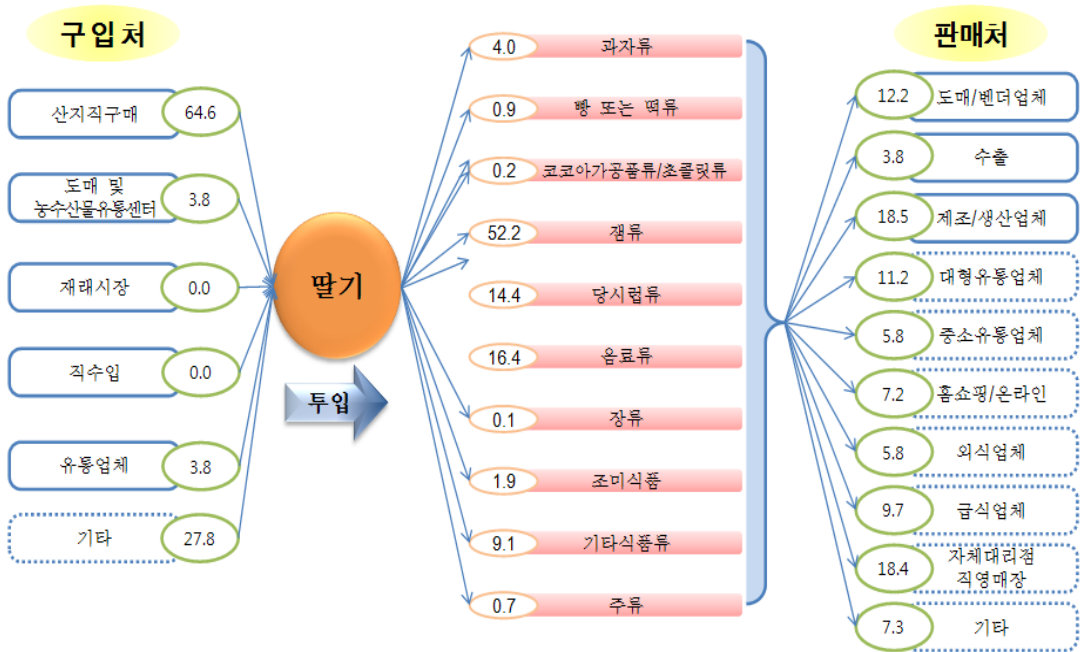 구입처
산지직구매 64.6
도매 및
농수산물유통센터 3.8
재래시장 0.0
직수입 0.0
유통업체 3.8
기타 27.8
딸기
투입
4.0 과자류
0.9 빵 또는 떡류
0.2 코코아가공품류/초콜릿류
52.2 잼류
14.4 당시럽류
16.4 음료류
0.1 장류
1.9 조미식품
9.1 기타식품류
0.7 주류
판매처
12.2 도매/벤더업체
3.8 수출
18.5 제조/생산업체
11.2 대형유통업체
5.8 중소유통업체
7.2 홈쇼핑/온라인
5.8 외식업체
9.7 급식업체
18.4 자체대리점
직영매장
7.3 기타